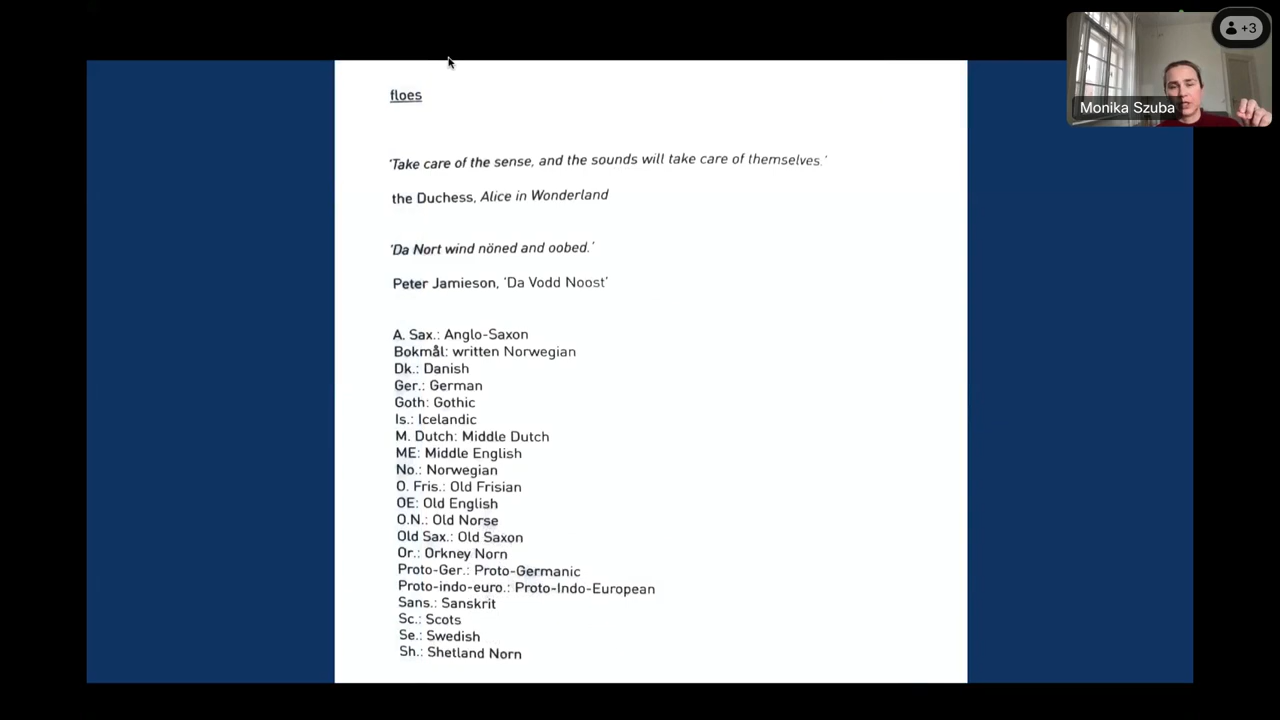 floes
'Take care of the sense, and the sounds will take care of themselves.'
the Duchess, Alice in Wonderland
'Da Nort wind nöned and oobed.'
Peter Jamieson, 'Da Vodd Noost'
A. Sax.: Anglo-Saxon
Bokmål: written Norwegian
Dk.: Danish
Ger.: German
Goth: Gothic
Is.: Icelandic
M. Dutch: Middle Dutch
ME: Middle English
No.: Norwegian
O. Fris.: Old Frisian
OE: Old English
O.N.: Old Norse
Old Sax.: Old Saxon
Or.: Orkney Norn
Proto-Ger.: Proto-Germanic
Proto-indo-euro.: Proto-Indo-European
Sans.: Sanskrit
Sc.: Scots
Se.: Swedish
Sh.: Shetland Norn
+3
Monika Szuba